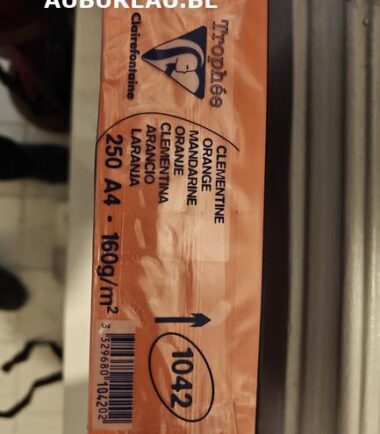 AUBUREAU.BE
Trophée
Clairefontaine
CLEMENTINE
ORANGE
MANDARINE
ORANJE
CLEMENTINA
ARANCIO
LARANJA
250 A4 • 160g/m²
1042
3 329680 104202